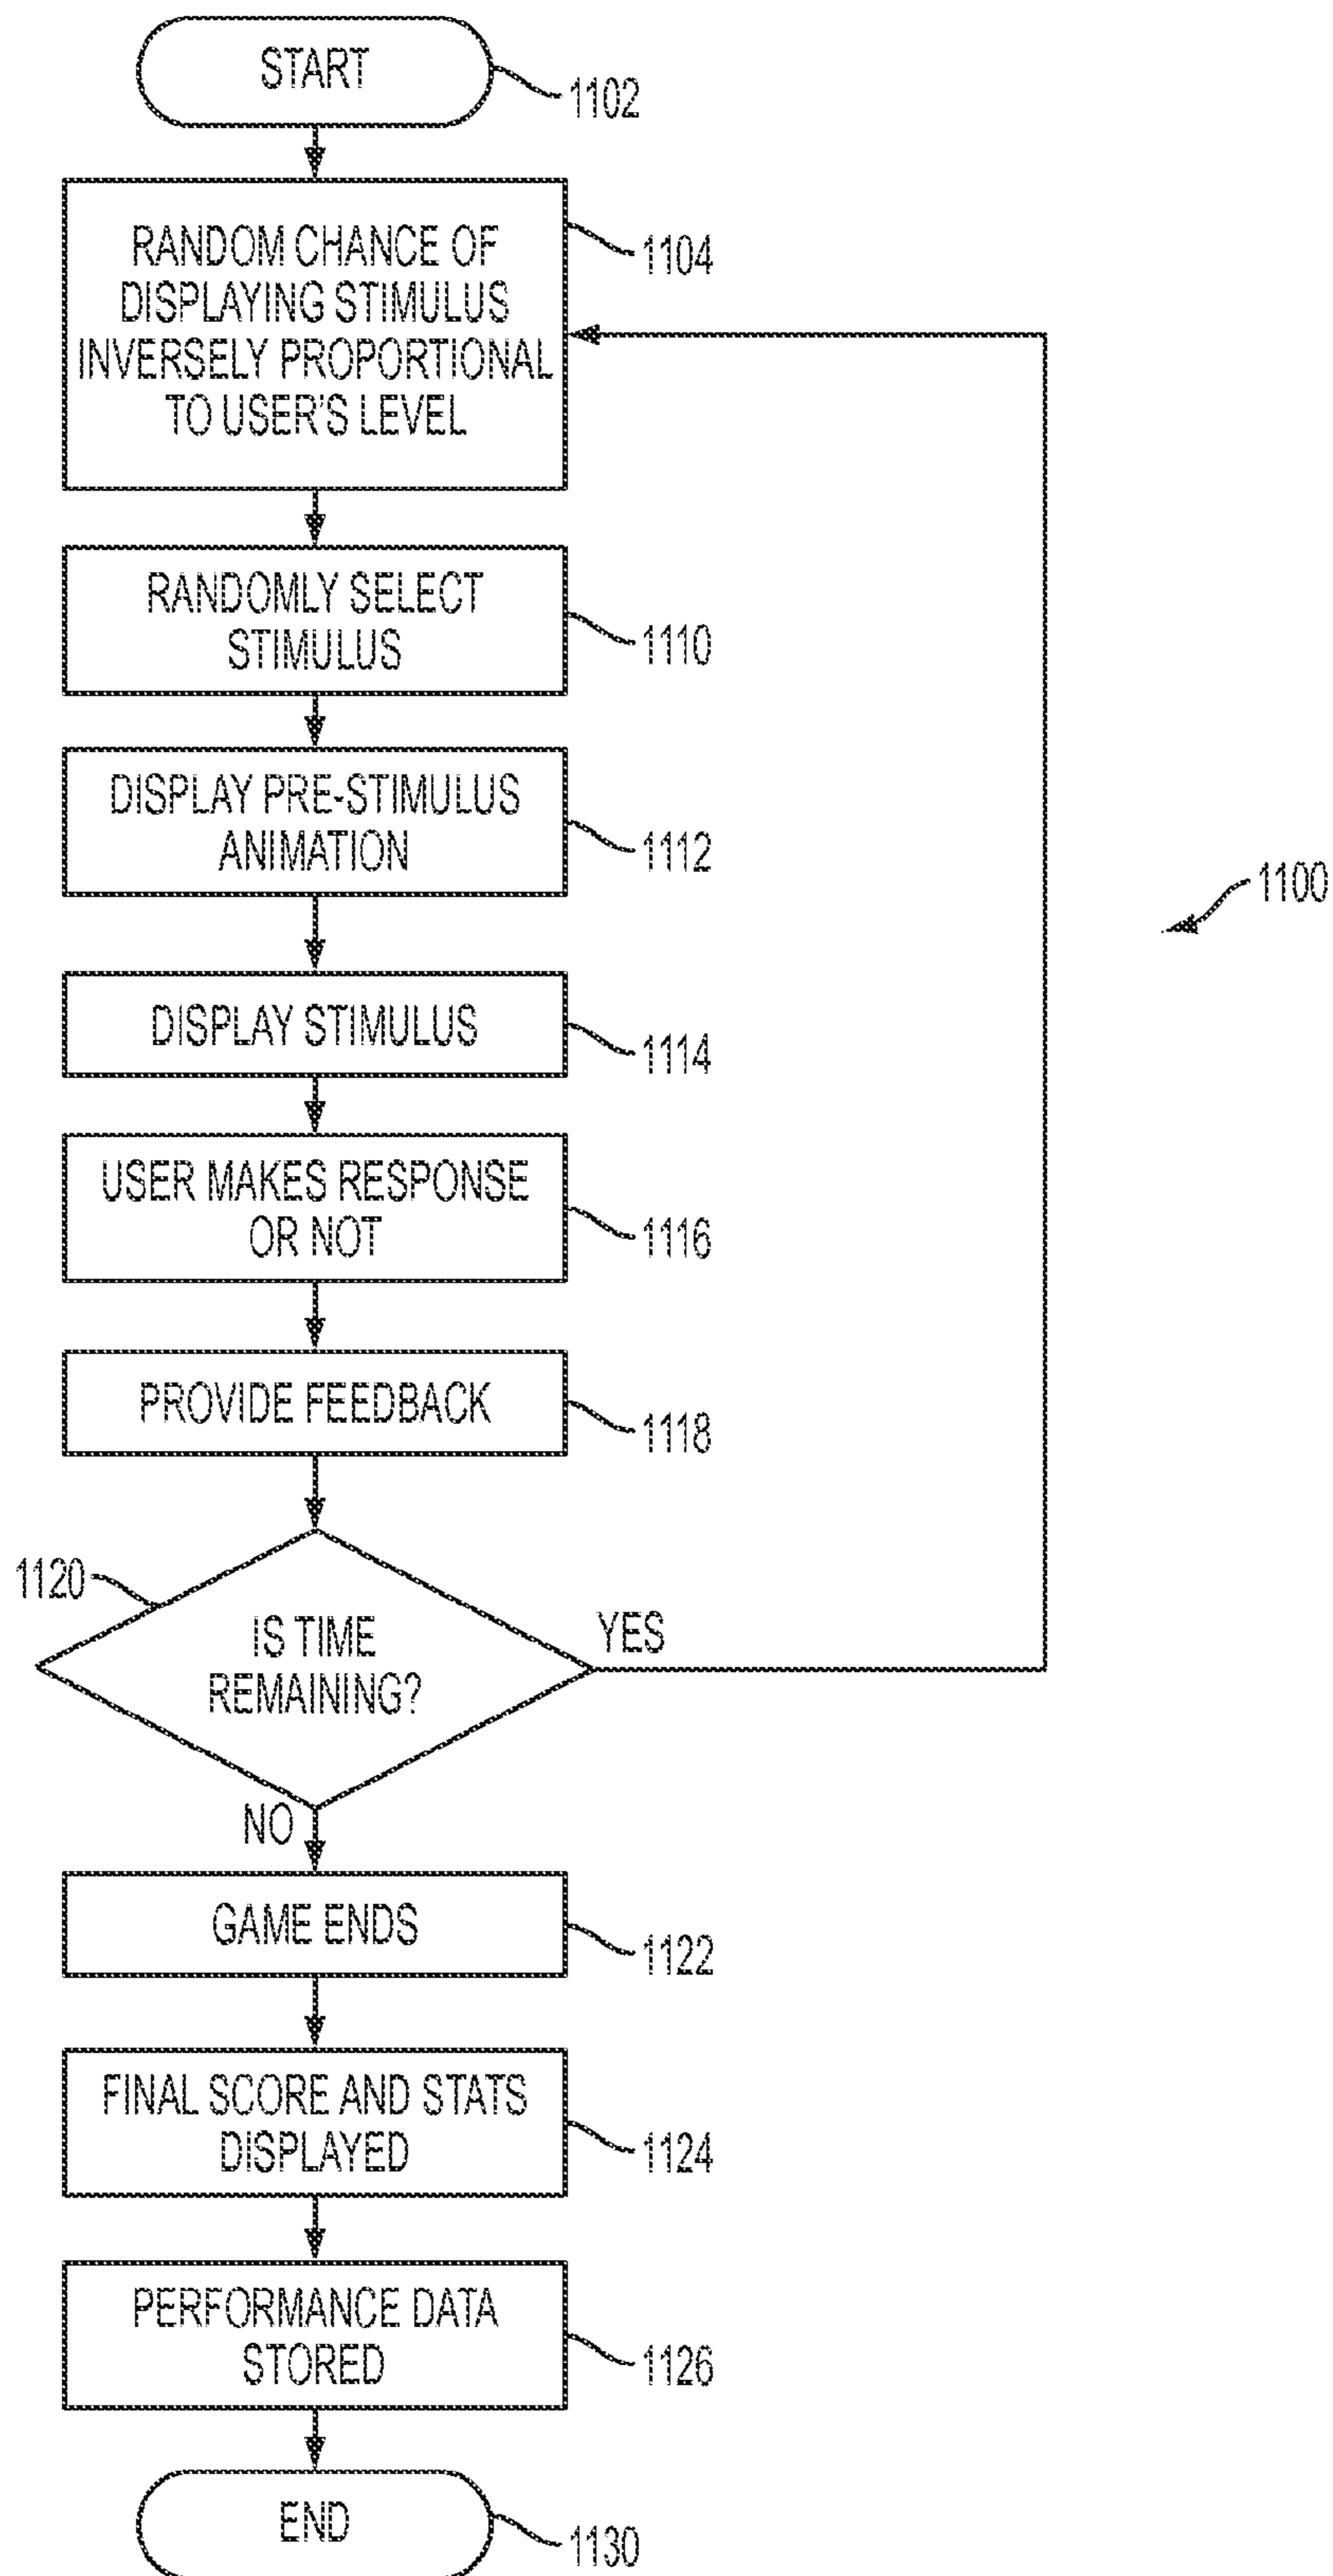 START
1102
RANDOM CHANCE OF
DISPLAYING STIMULUS
INVERSELY PROPORTIONAL
TO USER'S LEVEL
1104
RANDOMLY SELECT
STIMULUS
1110
DISPLAY PRE-STIMULUS
ANIMATION
1112
1100
DISPLAY STIMULUS
1114
USER MAKES RESPONSE
OR NOT
1116
PROVIDE FEEDBACK
1118
1120
IS TIME
REMAINING?
YES
NO
GAME ENDS
1122
FINAL SCORE AND STATS
DISPLAYED
1124
PERFORMANCE DATA
STORED
1126
END
1130